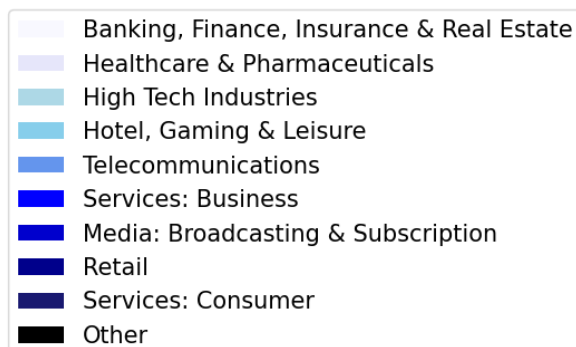 Banking, Finance, Insurance & Real Estate
Healthcare & Pharmaceuticals
High Tech Industries
Hotel, Gaming & Leisure
Telecommunications
Services: Business
Media: Broadcasting & Subscription
Retail
Services: Consumer
Other